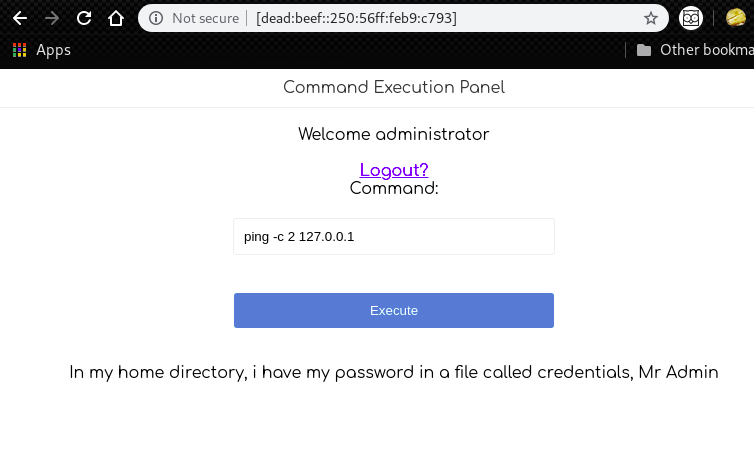 Not secure [dead:beef::250:56ff:feb9:c793]
Apps Other bookma
Command Execution Panel
Welcome administrator
Logout?
Command:
ping -c 2 127.0.0.1
Execute
In my home directory, i have my password in a file called credentials, Mr Admin